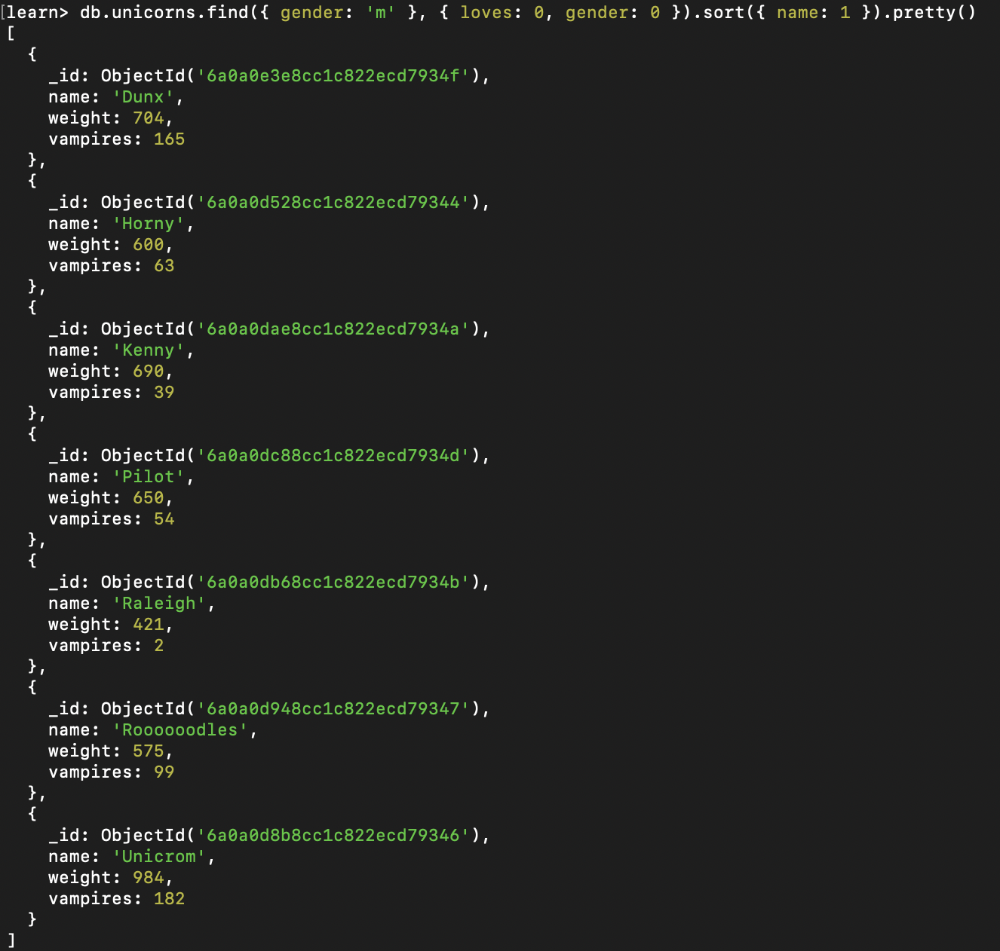 [learn> db.unicorns.find({ gender: 'm' }, { loves: 0, gender: 0 }).sort({ name: 1 }).pretty()
[
  {
    _id: ObjectId('6a0a0e3e8cc1c822ecd7934f'),
    name: 'Dunx',
    weight: 704,
    vampires: 165
  },
  {
    _id: ObjectId('6a0a0d528cc1c822ecd79344'),
    name: 'Horny',
    weight: 600,
    vampires: 63
  },
  {
    _id: ObjectId('6a0a0dae8cc1c822ecd7934a'),
    name: 'Kenny',
    weight: 690,
    vampires: 39
  },
  {
    _id: ObjectId('6a0a0dc88cc1c822ecd7934d'),
    name: 'Pilot',
    weight: 650,
    vampires: 54
  },
  {
    _id: ObjectId('6a0a0db68cc1c822ecd7934b'),
    name: 'Raleigh',
    weight: 421,
    vampires: 2
  },
  {
    _id: ObjectId('6a0a0d948cc1c822ecd79347'),
    name: 'Roooooodles',
    weight: 575,
    vampires: 99
  },
  {
    _id: ObjectId('6a0a0d8b8cc1c822ecd79346'),
    name: 'Unicrom',
    weight: 984,
    vampires: 182
  }
]